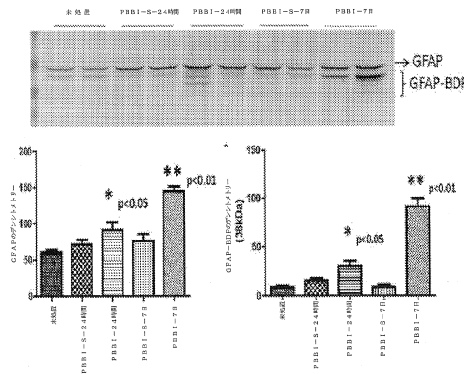 未処置 PBBI-S-24時間 PBBI-24時間 PBBI-S-7日 PBBI-7日
GFAP
GFAP-BDP
GFAPのデンシトメトリー
200
150
100
50
0
*
p<0.05
**
p<0.01
未処置
PBBI-S-24時間
PBBI-24時間
PBBI-S-7日
PBBI-7日
GFAP-BDPのデンシトメトリー
(38kDa)
150
100
50
0
*
p<0.05
**
p<0.01
未処置
PBBI-S-24時間
PBBI-24時間
PBBI-S-7日
PBBI-7日